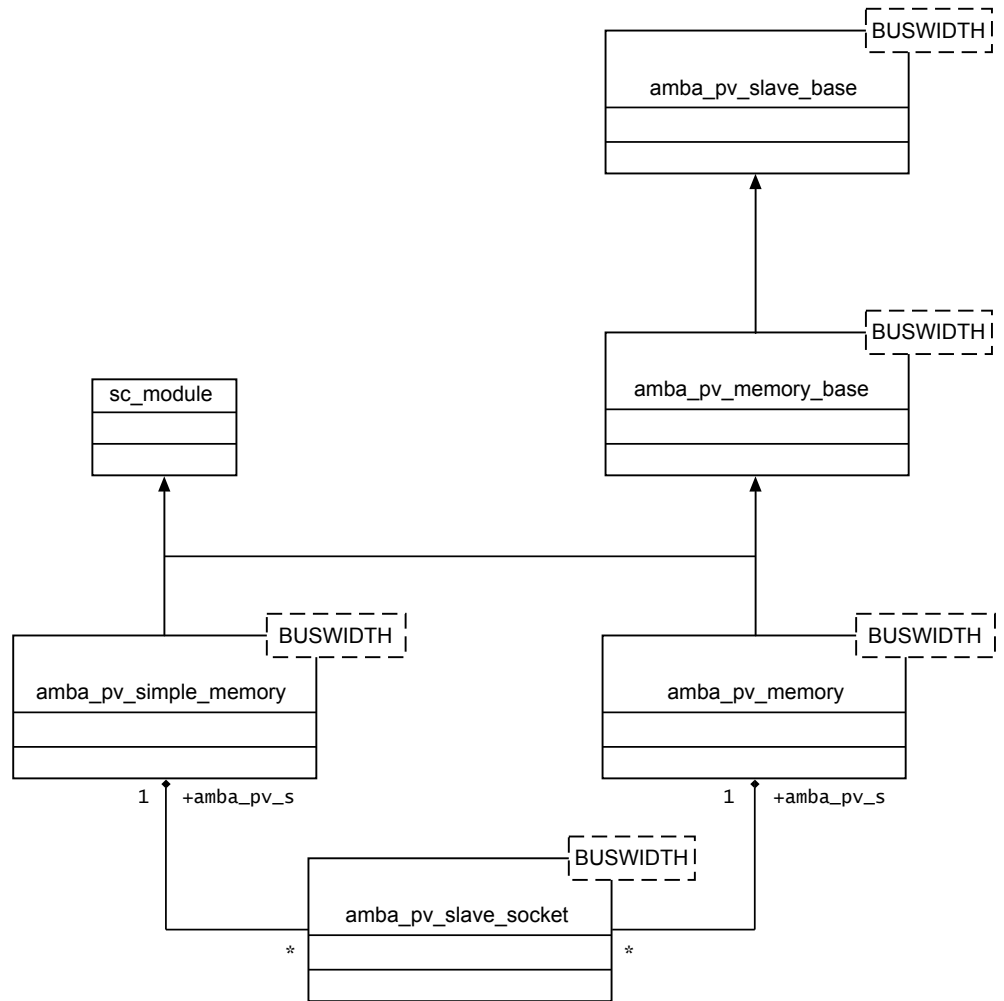 BUSWIDTH
amba_pv_slave_base
BUSWIDTH
amba_pv_memory_base
sc_module
BUSWIDTH
amba_pv_simple_memory
BUSWIDTH
amba_pv_memory
1 +amba_pv_s
1 +amba_pv_s
BUSWIDTH
amba_pv_slave_socket
* *